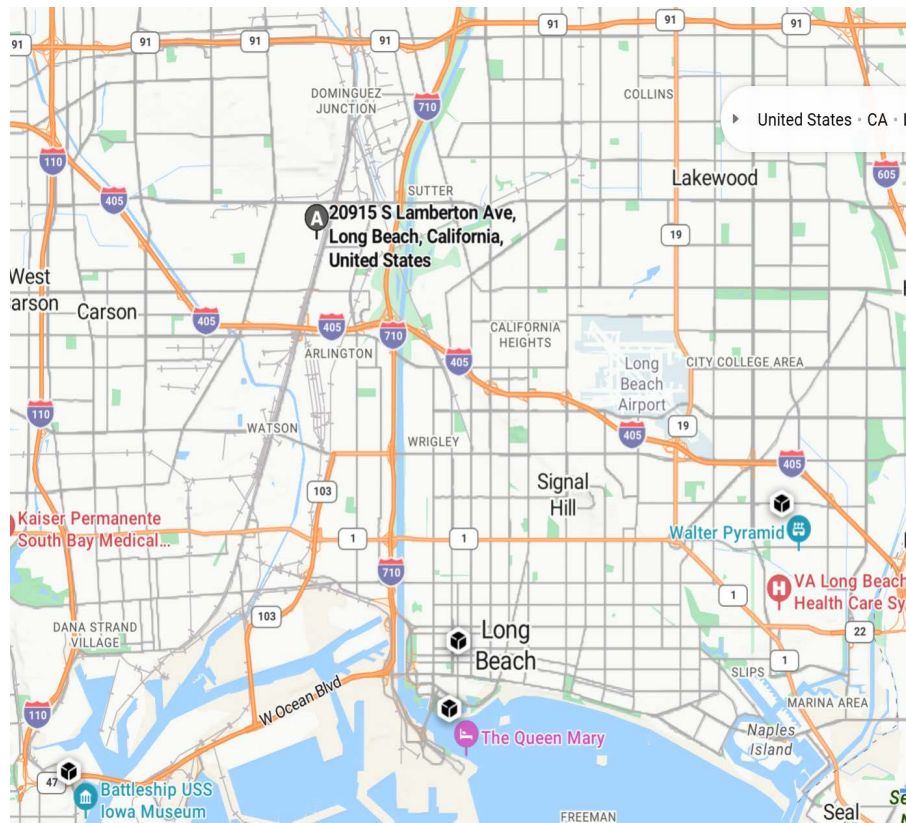 91
91
91
91
91
91
91
DOMINGUEZ
JUNCTION
710
COLLINS
United States • CA •
110
405
605
Lakewood
SUTTER
A
20915 S Lamberton Ave,
Long Beach, California,
United States
19
West
arson
Carson
405
405
710
ARLINGTON
CALIFORNIA
HEIGHTS
405
Long
Beach
Airport
CITY COLLEGE AREA
110
WATSON
WRIGLEY
19
405
405
103
Signal
Hill
Kaiser Permanente
South Bay Medical...
1
1
Walter Pyramid
710
H
VA Long Beach
Health Care Sy
1
103
DANA STRAND
VILLAGE
Long
Beach
22
1
SLIPS
W Ocean Blvd
MARINA AREA
110
The Queen Mary
Naples
Island
47
Battleship USS
Iowa Museum
FREEMAN
Seal
Se